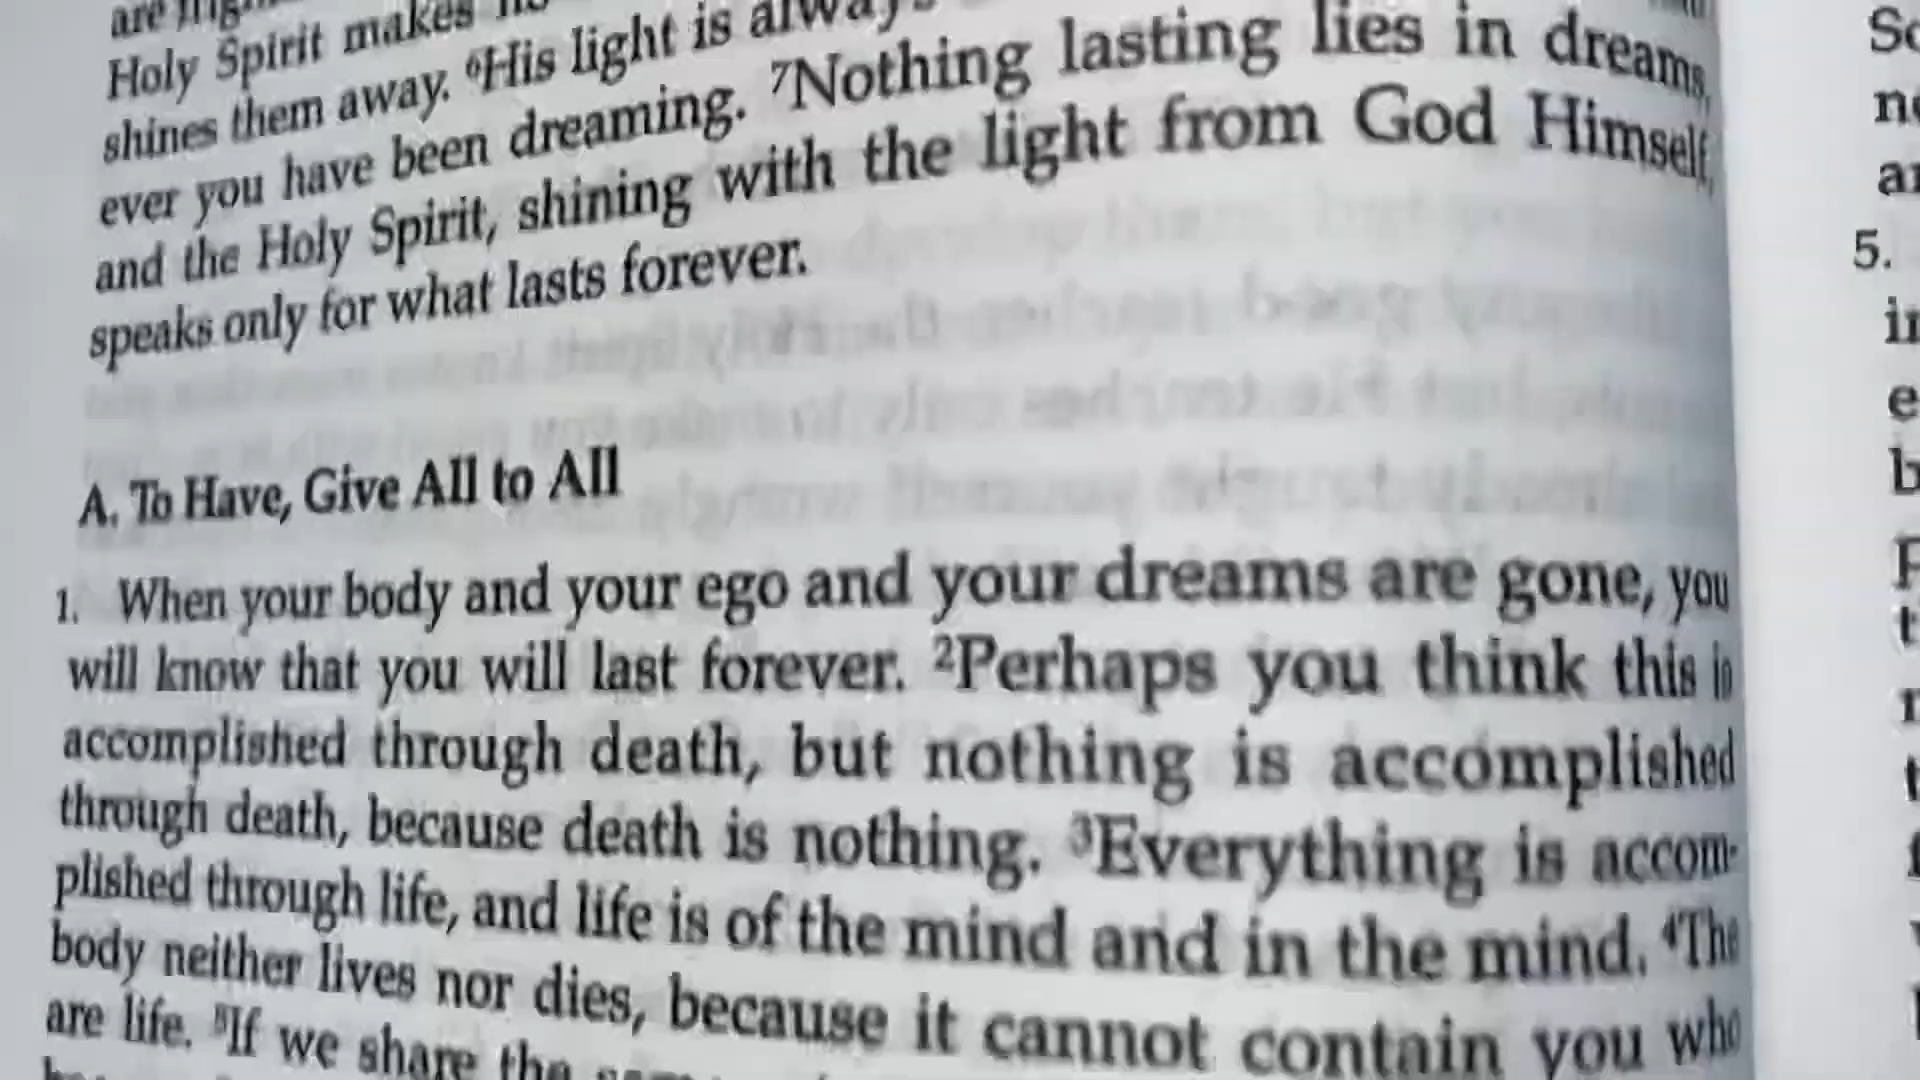 Holy Spirit makes
shines them away. ⁶His light is always
ever you have been dreaming. ⁷Nothing lasting lies in dreams,
and the Holy Spirit, shining with the light from God Himself,
speaks only for what lasts forever.
A. To Have, Give All to All
1. When your body and your ego and your dreams are gone, you
will know that you will last forever. ²Perhaps you think this is
accomplished through death, but nothing is accomplished
through death, because death is nothing. ³Everything is accom-
plished through life, and life is of the mind and in the mind. ⁴The
body neither lives nor dies, because it cannot contain you who
are life. ⁵If we share the
5.